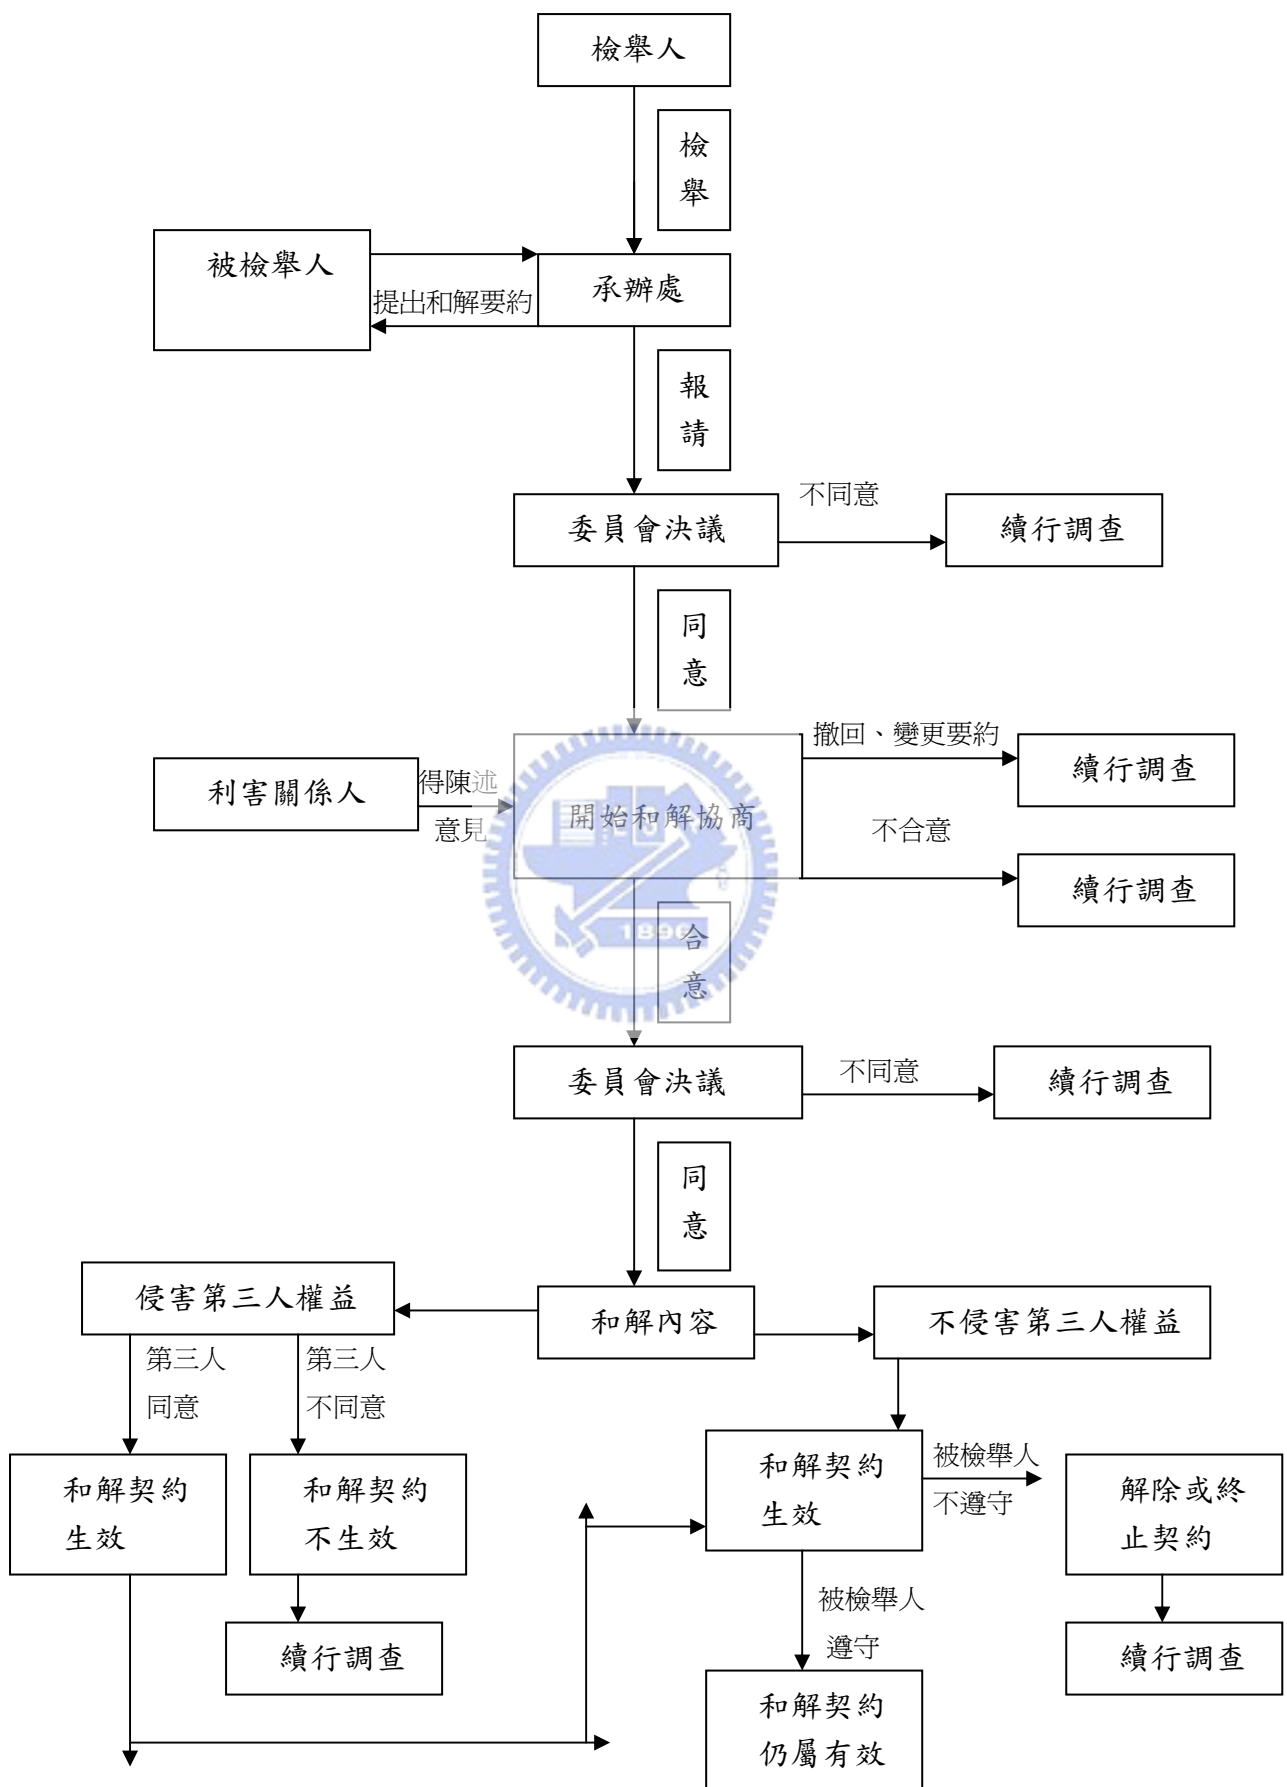 檢舉人
檢
舉
被檢舉人
提出和解要約
承辦處
報
請
委員會決議
不同意
續行調查
同
意
利害關係人
得陳述
意見
開始和解協商
撤回、變更要約
續行調查
不合意
續行調查
1896
合
意
委員會決議
不同意
續行調查
同
意
侵害第三人權益
和解內容
不侵害第三人權益
第三人
同意
第三人
不同意
和解契約
生效
和解契約
不生效
續行調查
和解契約
生效
被檢舉人
不遵守
解除或終
止契約
續行調查
被檢舉人
遵守
和解契約
仍屬有效